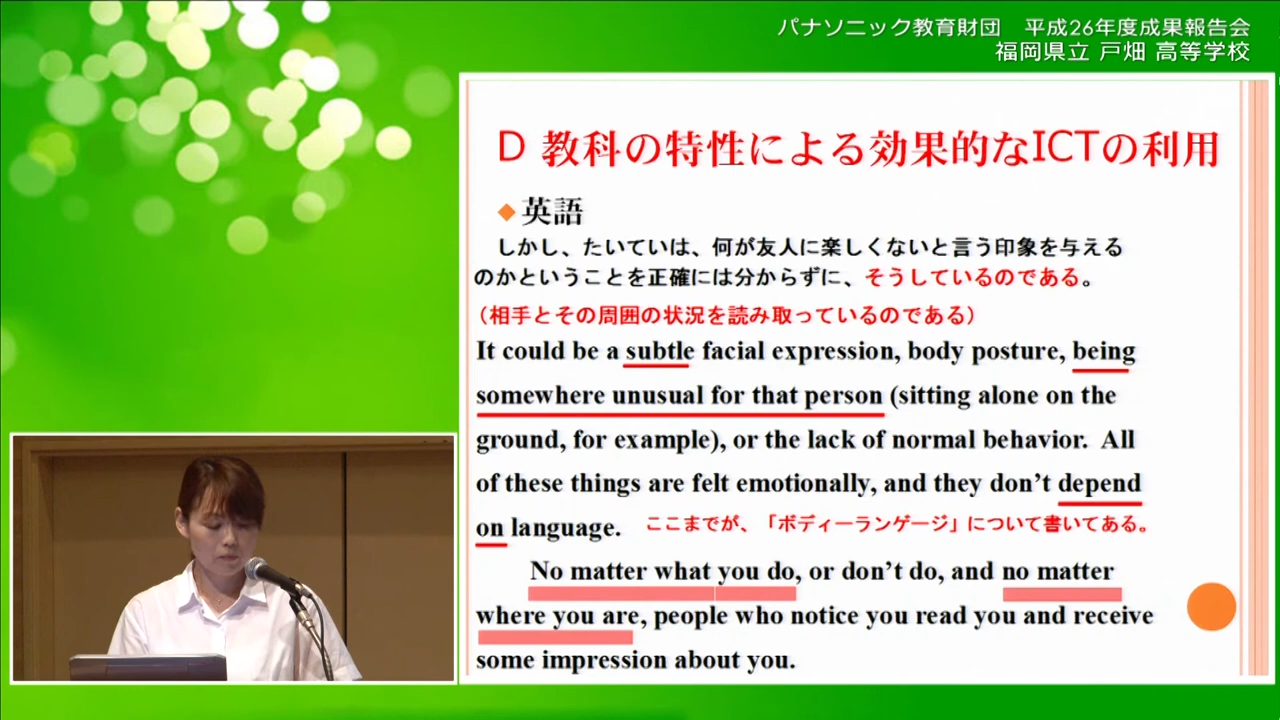 パナソニック教育財団　平成26年度成果報告会
福岡県立 戸畑 高等学校
D 教科の特性による効果的なICTの利用
英語
しかし、たいていは、何が友人に楽しくないと言う印象を与える
のかということを正確には分からずに、そうしているのである。
（相手とその周囲の状況を読み取っているのである）
It could be a subtle facial expression, body posture, being
somewhere unusual for that person (sitting alone on the
ground, for example), or the lack of normal behavior. All
of these things are felt emotionally, and they don't depend
on language. ここまでが、「ボディーランゲージ」について書いてある。
No matter what you do, or don't do, and no matter
where you are, people who notice you read you and receive
some impression about you.